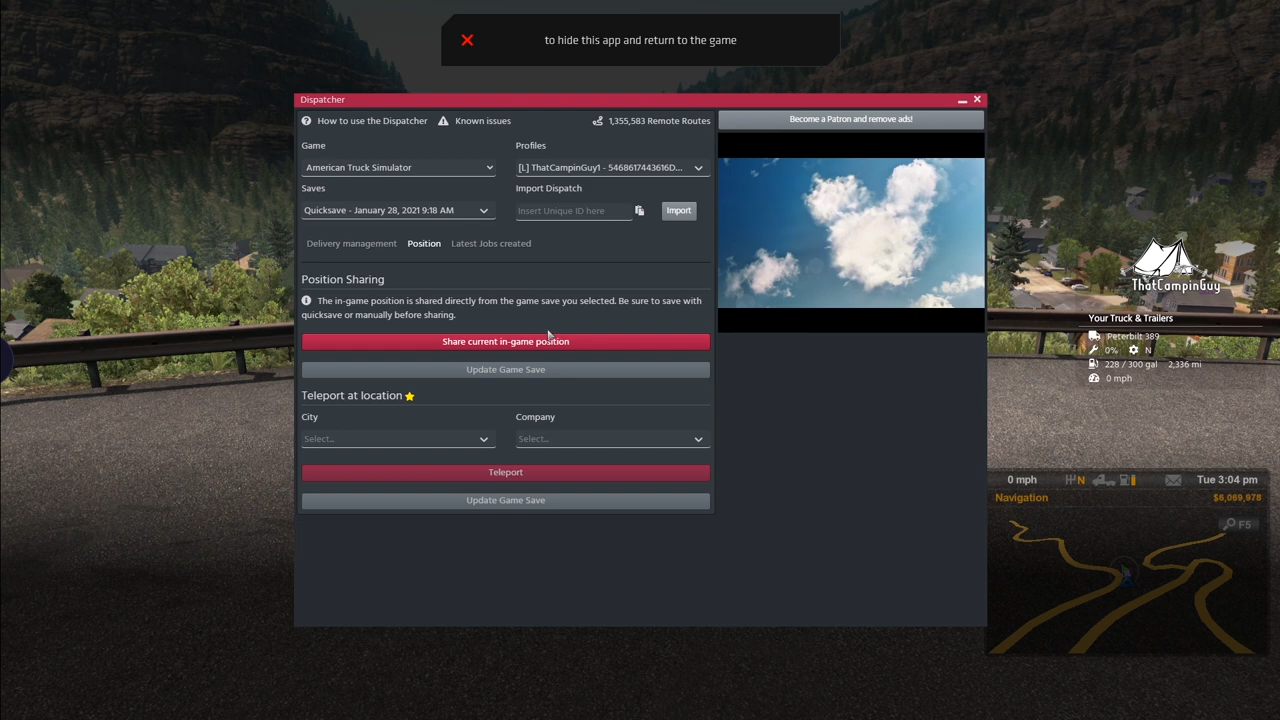 to hide this app and return to the game
Dispatcher
How to use the Dispatcher
Known issues
1,355,583 Remote Routes
Become a Patron and remove ads!
Game
Profiles
American Truck Simulator
[L] ThatCampinGuy1 - 5468617443616D...
Saves
Import Dispatch
Quicksave - January 28, 2021 9:18 AM
Insert Unique ID here
Import
Delivery management
Position
Latest Jobs created
Position Sharing
The in-game position is shared directly from the game save you selected. Be sure to save with
quicksave or manually before sharing.
Share current in-game position
Update Game Save
Teleport at location
City
Company
Select...
Select...
Teleport
Update Game Save
ThatCampinGuy
Your Truck & Trailers
Peterbilt 389
0% N
228 / 300 gal 2,336 mi
0 mph
0 mph
N
Tue 3:04 pm
Navigation
$6,069,978
F5